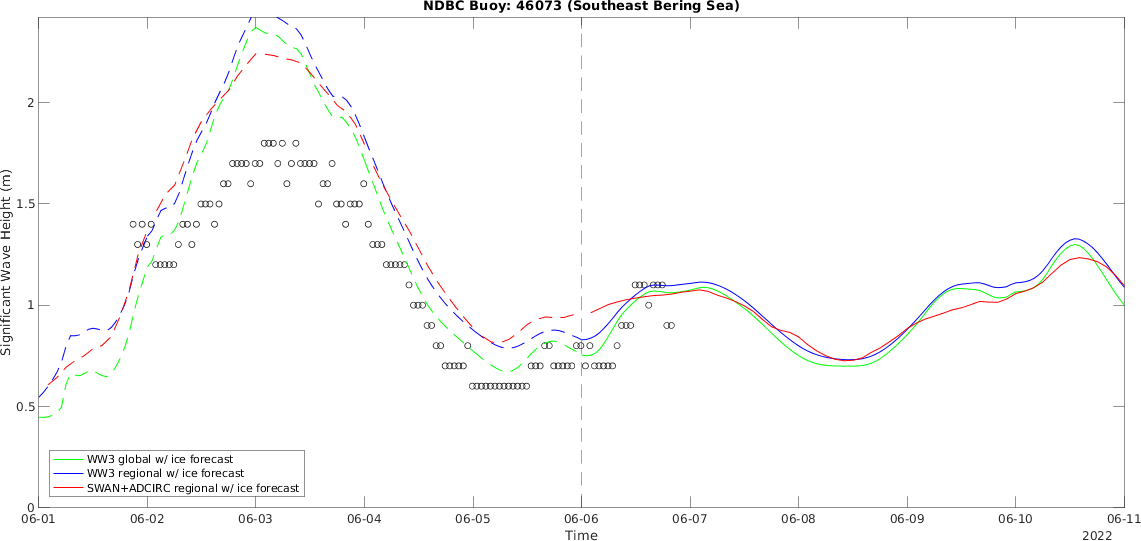 NDBC Buoy: 46073 (Southeast Bering Sea)
Significant Wave Height (m)
2
1.5
1
0.5
0
WW3 global w/ ice forecast
WW3 regional w/ ice forecast
SWAN+ADCIRC regional w/ ice forecast
06-01 06-02 06-03 06-04 06-05 06-06 06-07 06-08 06-09 06-10 06-11
Time
2022